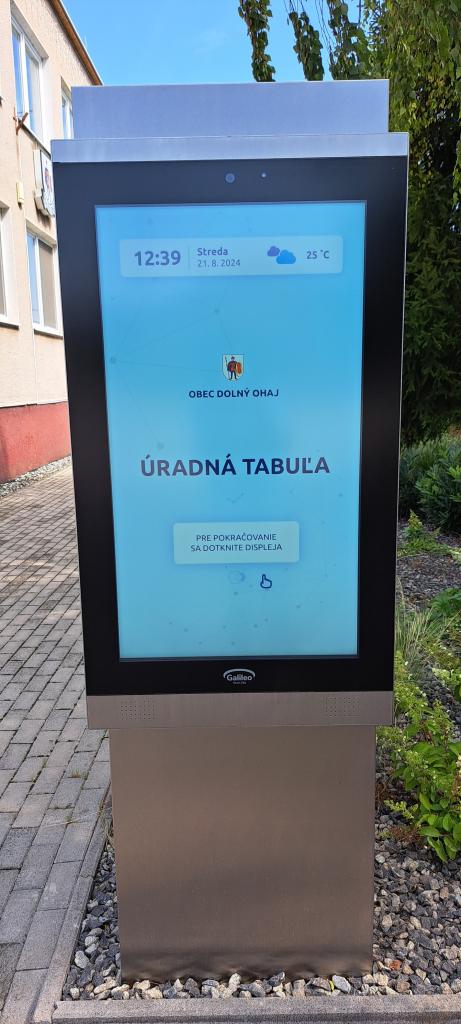 12:39
Streda
21. 8. 2024
25 °C
OBEC DOLNÝ OHAJ
ÚRADNÁ TABUĽA
PRE POKRAČOVANIE
SA DOTKNITE DISPLEJA
Galileo